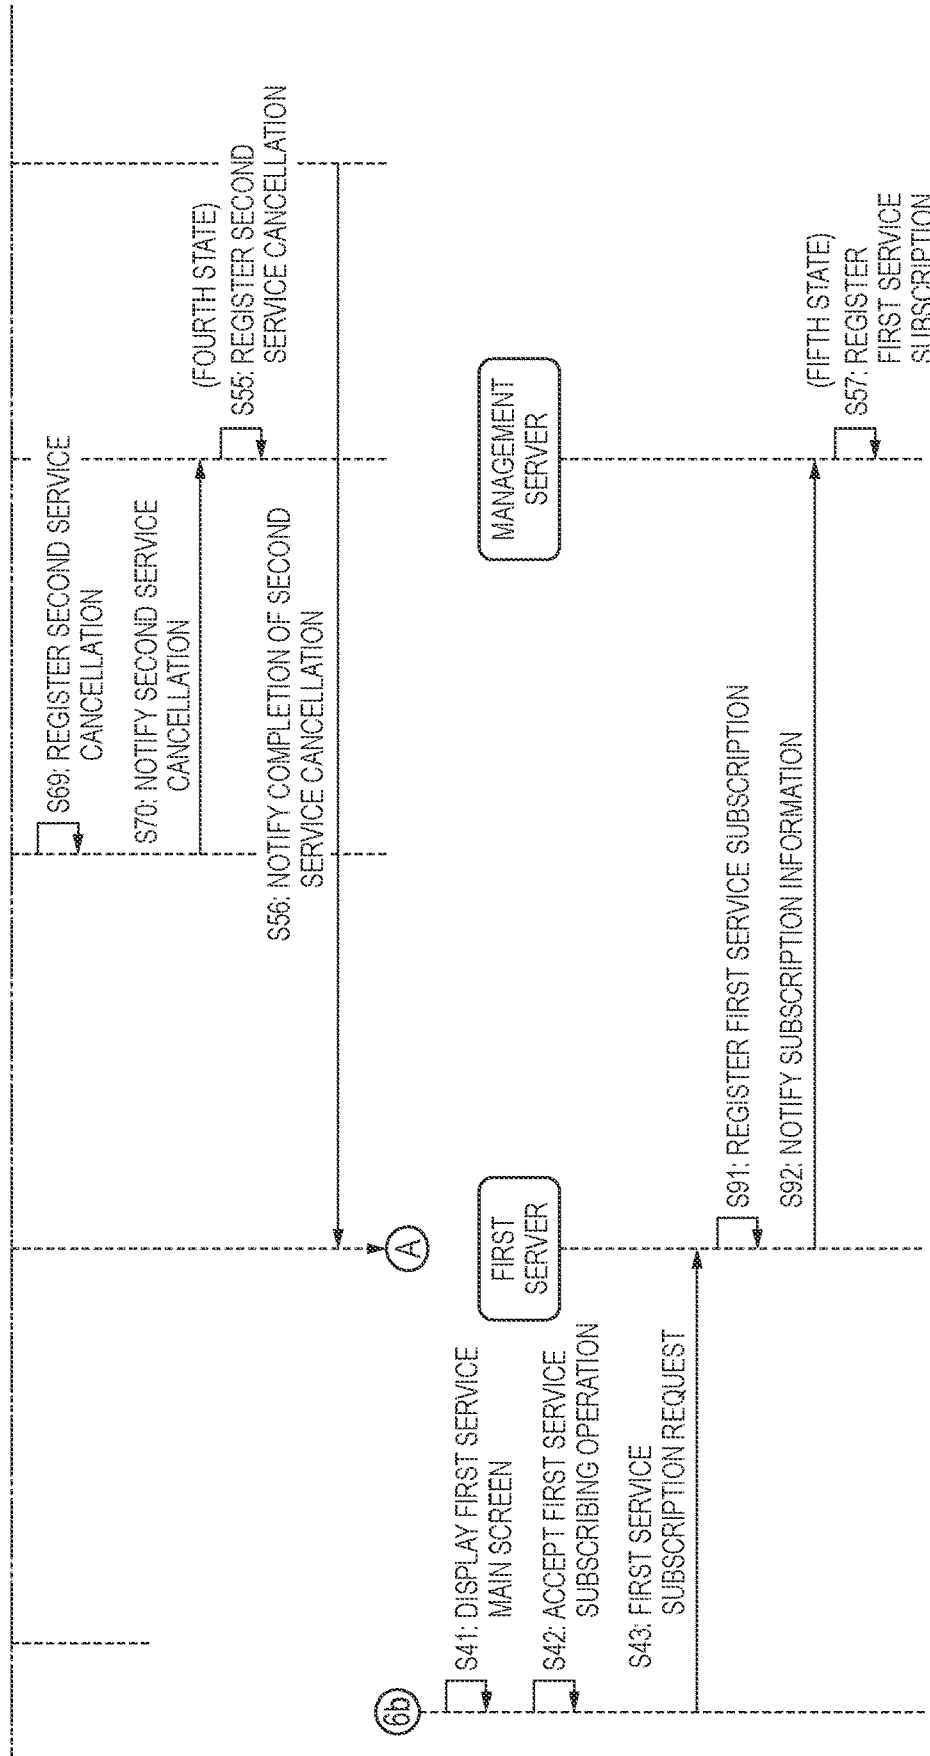 S69: REGISTER SECOND SERVICE
CANCELLATION
S70: NOTIFY SECOND SERVICE
CANCELLATION
(FOURTH STATE)
S55: REGISTER SECOND
SERVICE CANCELLATION
S56: NOTIFY COMPLETION OF SECOND
SERVICE CANCELLATION
A
6b
FIRST
SERVER
MANAGEMENT
SERVER
S41: DISPLAY FIRST SERVICE
MAIN SCREEN
S42: ACCEPT FIRST SERVICE
SUBSCRIBING OPERATION
S43: FIRST SERVICE
SUBSCRIPTION REQUEST
S91: REGISTER FIRST SERVICE SUBSCRIPTION
S92: NOTIFY SUBSCRIPTION INFORMATION
(FIFTH STATE)
S57: REGISTER
FIRST SERVICE
SUBSCRIPTION